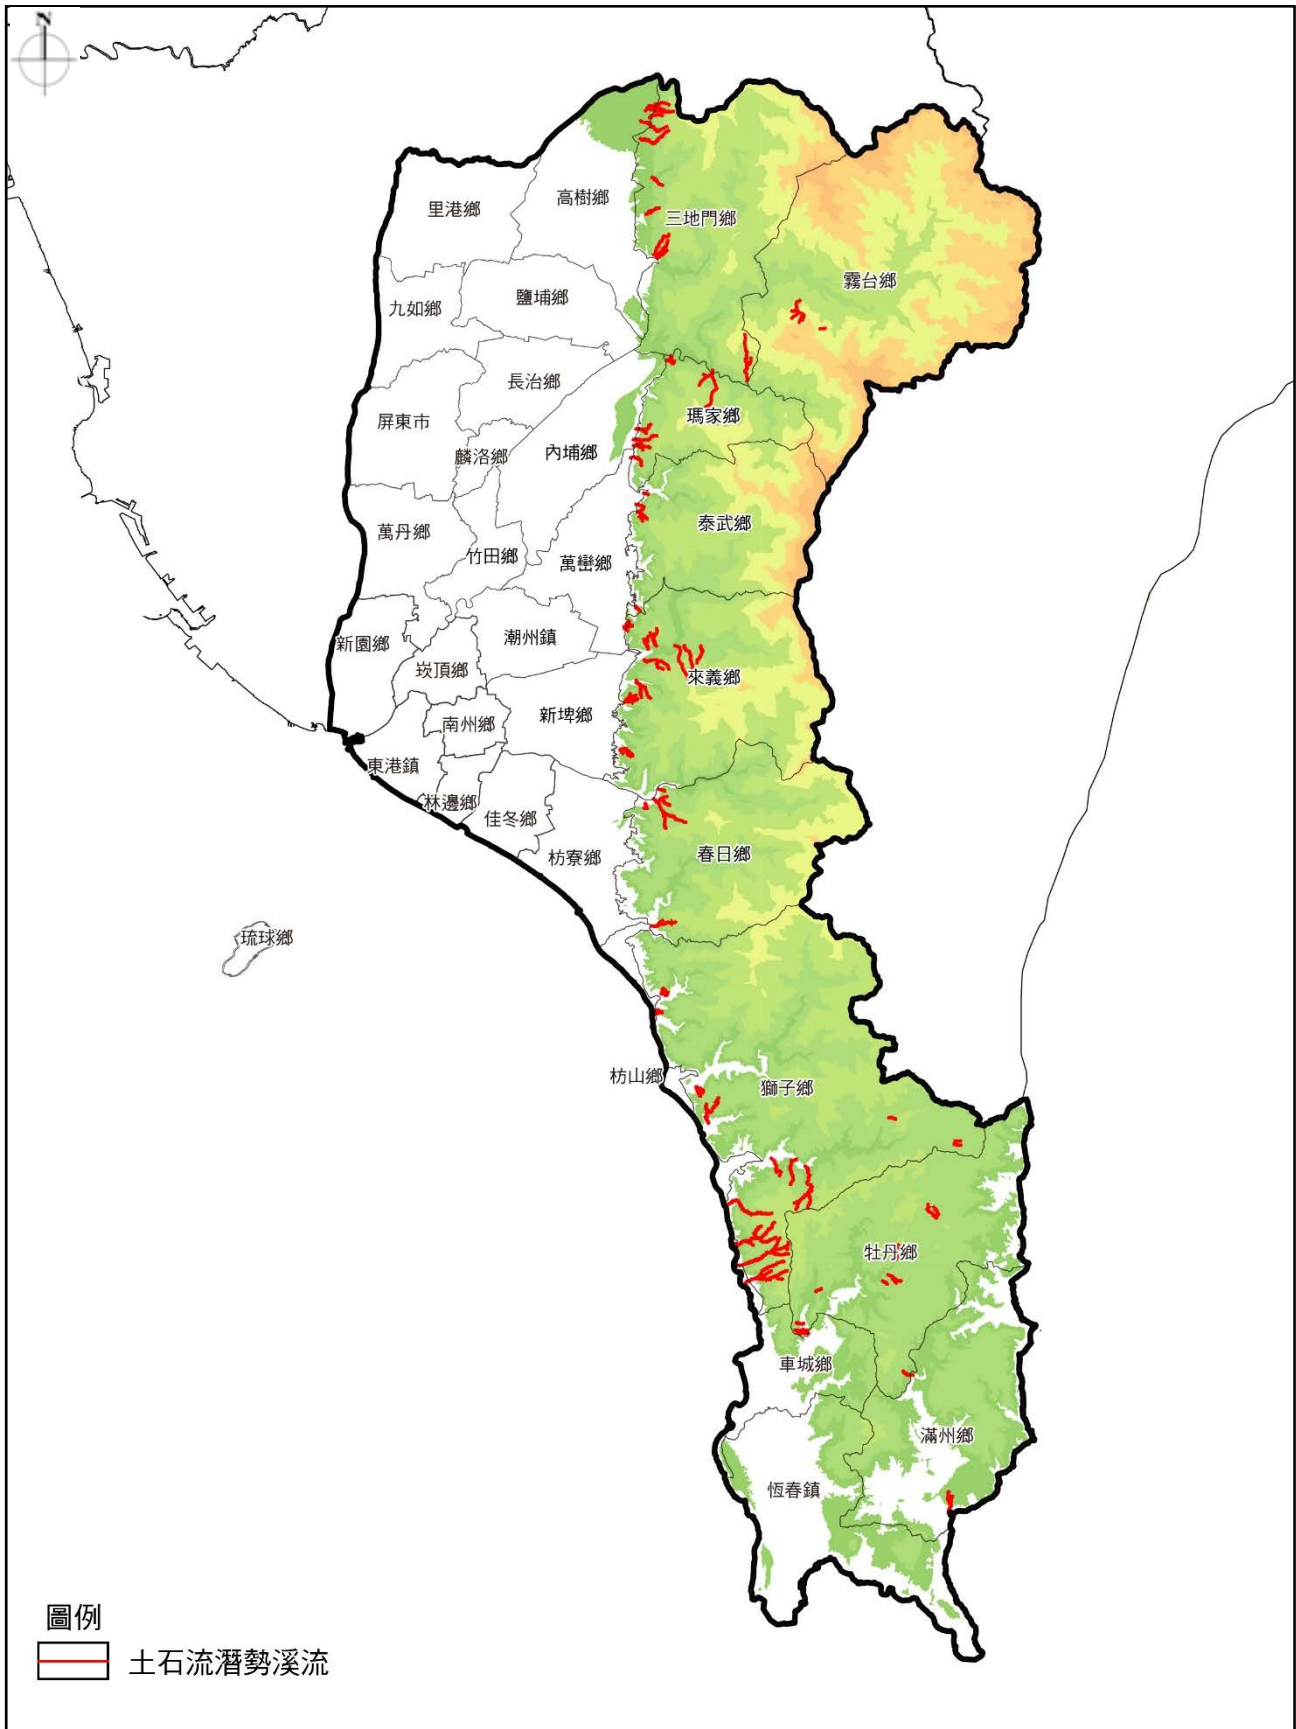 N
里港鄉
高樹鄉
三地門鄉
霧台鄉
九如鄉
鹽埔鄉
長治鄉
屏東市
瑪家鄉
麟洛鄉
內埔鄉
泰武鄉
萬丹鄉
竹田鄉
萬巒鄉
新園鄉
潮州鎮
崁頂鄉
來義鄉
南州鄉
新埤鄉
東港鎮
林邊鄉
佳冬鄉
枋寮鄉
春日鄉
琉球鄉
枋山鄉
獅子鄉
牡丹鄉
車城鄉
滿州鄉
恆春鎮
圖例
土石流潛勢溪流